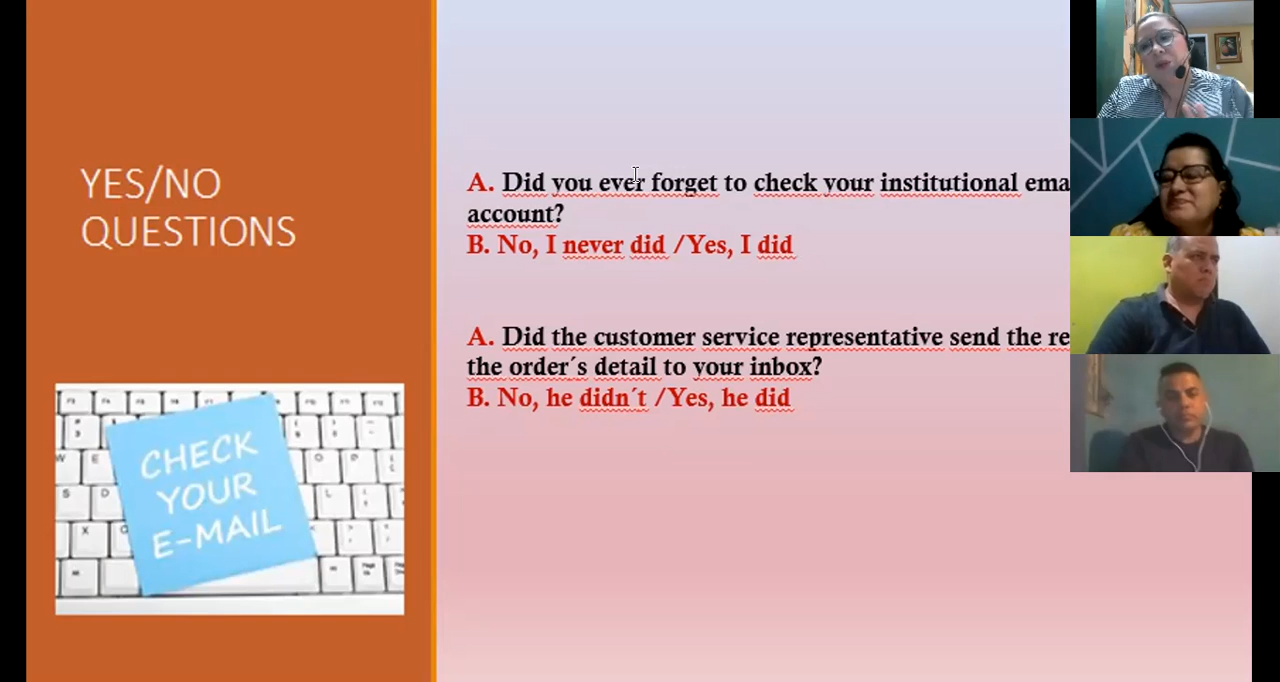 YES/NO
QUESTIONS
A. Did you ever forget to check your institutional ema
account?
B. No, I never did /Yes, I did
A. Did the customer service representative send the re
the order´s detail to your inbox?
B. No, he didn´t /Yes, he did
CHECK
YOUR
E-MAIL